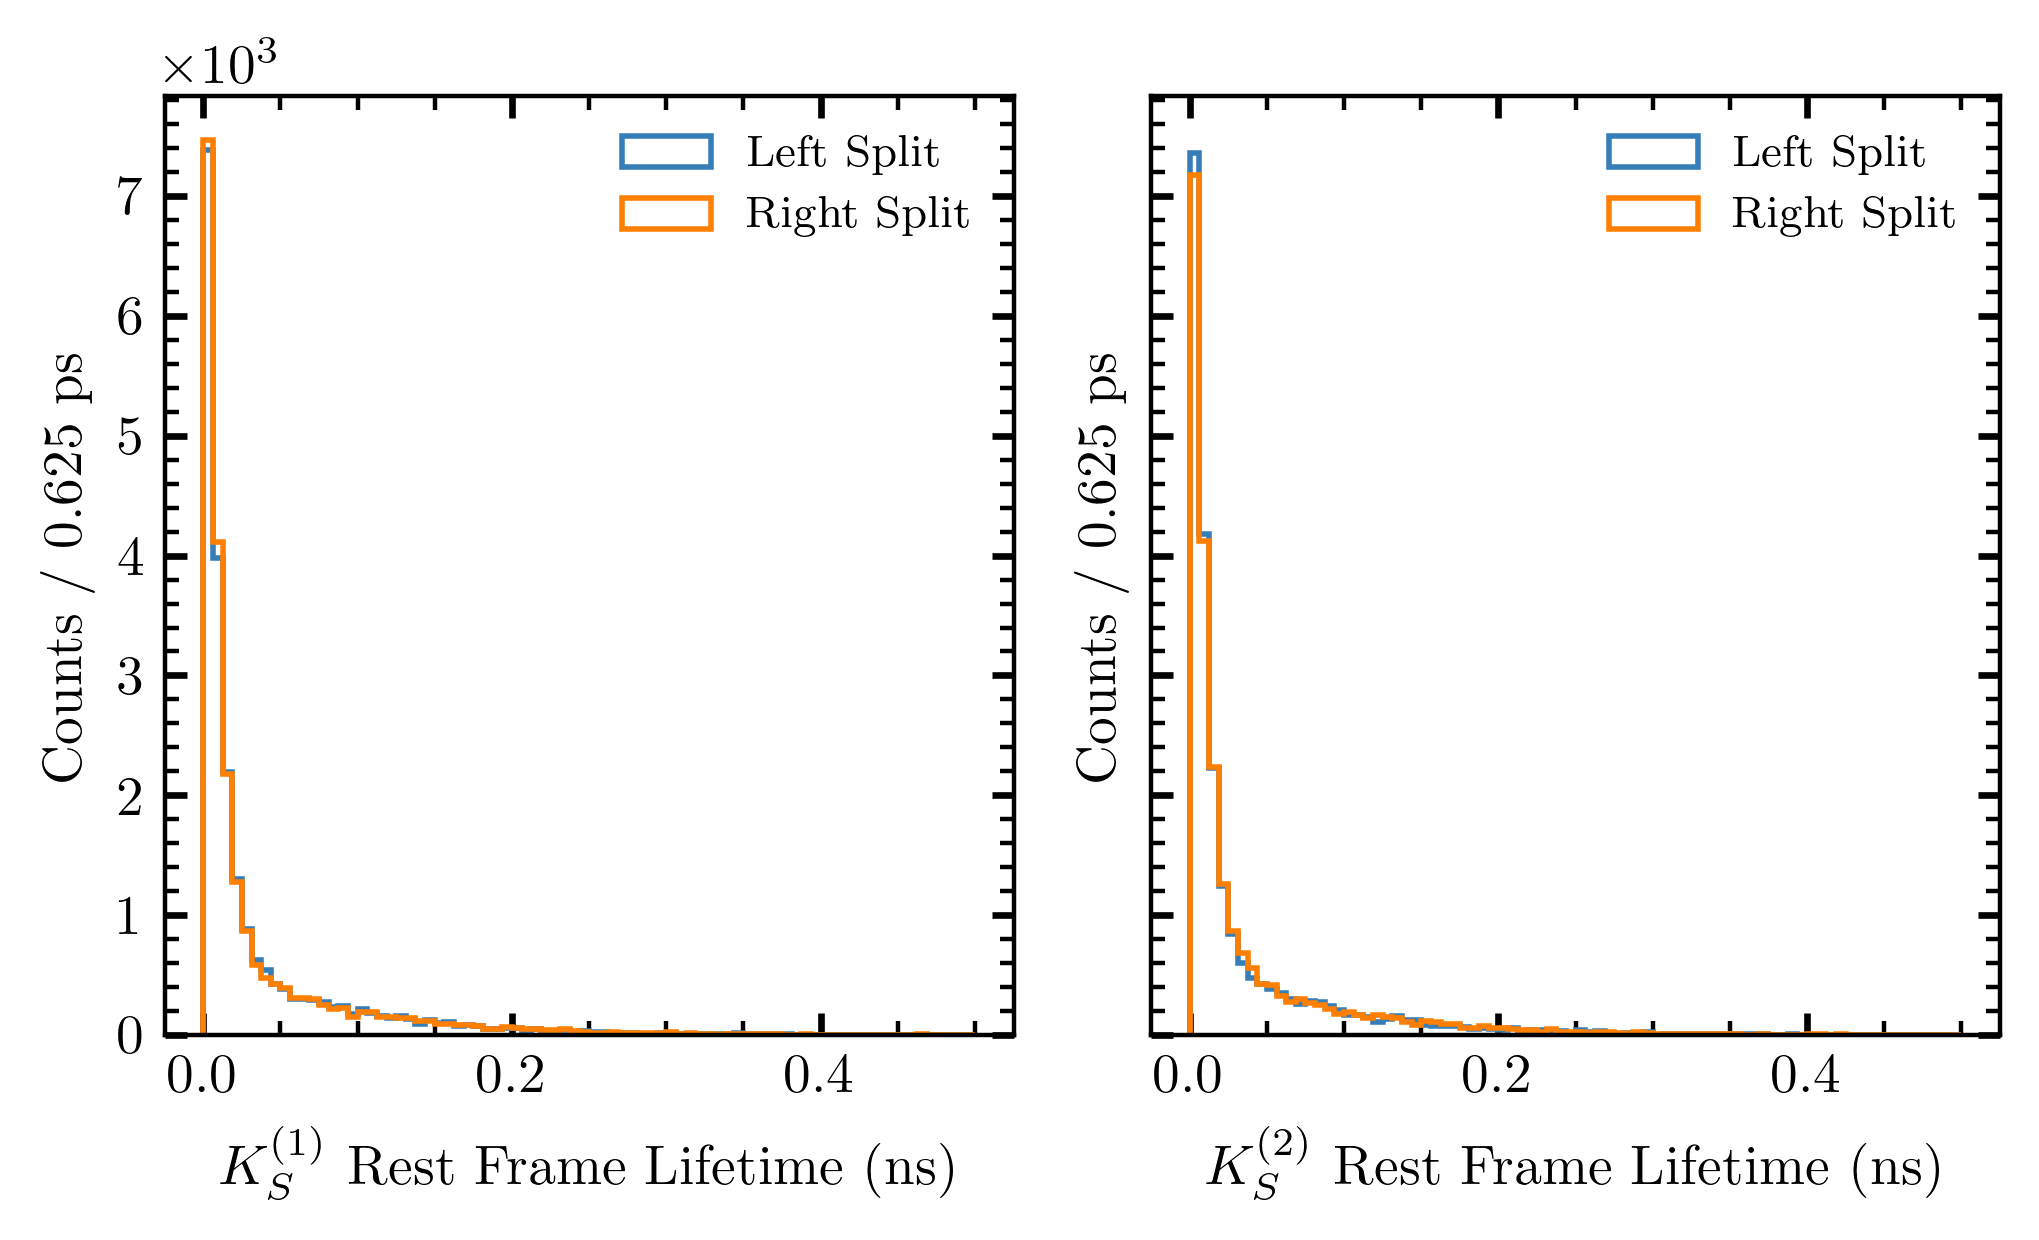 ×10³
Counts / 0.625 ps
7
6
5
4
3
2
1
0
0.0 0.2 0.4
K_S^(1) Rest Frame Lifetime (ns)
Left Split
Right Split
Counts / 0.625 ps
0.0 0.2 0.4
K_S^(2) Rest Frame Lifetime (ns)
Left Split
Right Split